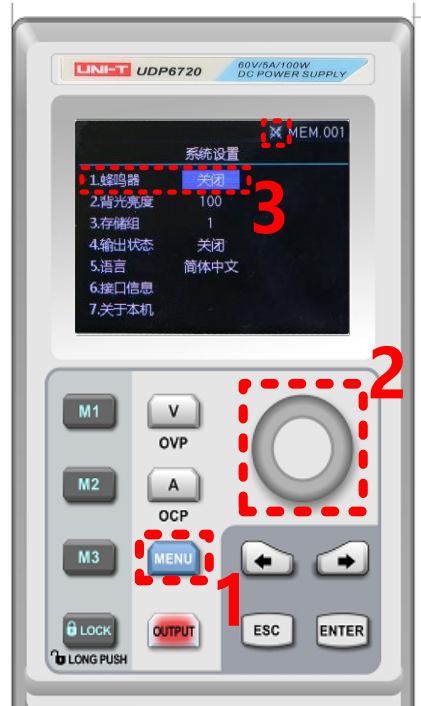 UNI-T UDP6720 60V/5A/100W
DC POWER SUPPLY
MEM.001
系统设置
1.蜂鸣器 关闭
2.背光亮度 100
3.存储组 1
4.输出状态 关闭
5.语言 简体中文
6.接口信息
7.关于本机
3
2
M1 V
OVP
M2 A
OCP
M3 MENU
1
LOCK OUTPUT ESC ENTER
LONG PUSH